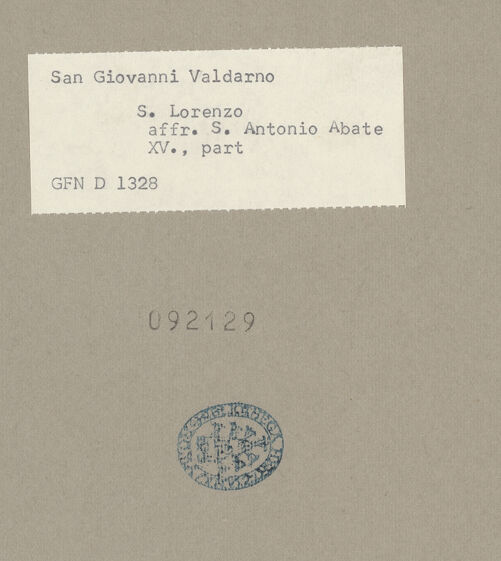 San Giovanni Valdarno
S. Lorenzo
affr. S. Antonio Abate
XV., part
GFN D 1328
092129